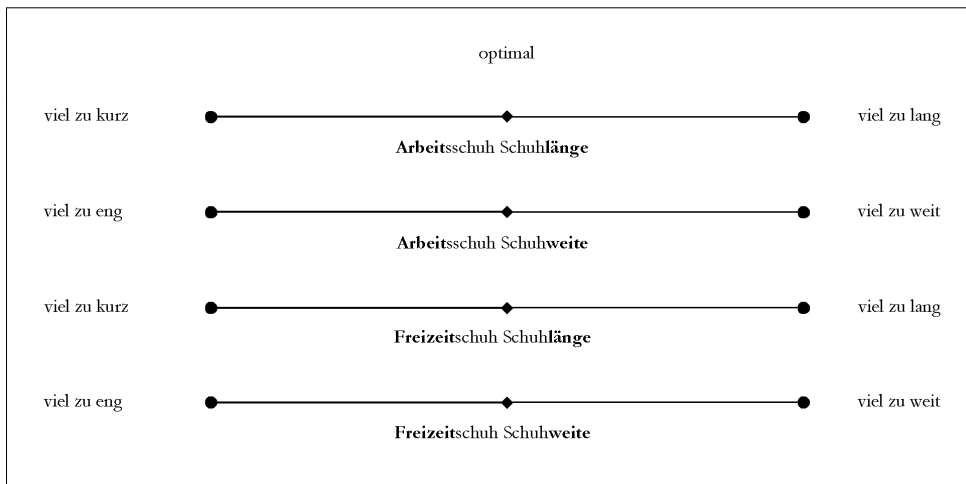 optimal
viel zu kurz viel zu lang
Arbeitsschuh Schuhlänge
viel zu eng viel zu weit
Arbeitsschuh Schuhweite
viel zu kurz viel zu lang
Freizeitschuh Schuhlänge
viel zu eng viel zu weit
Freizeitschuh Schuhweite